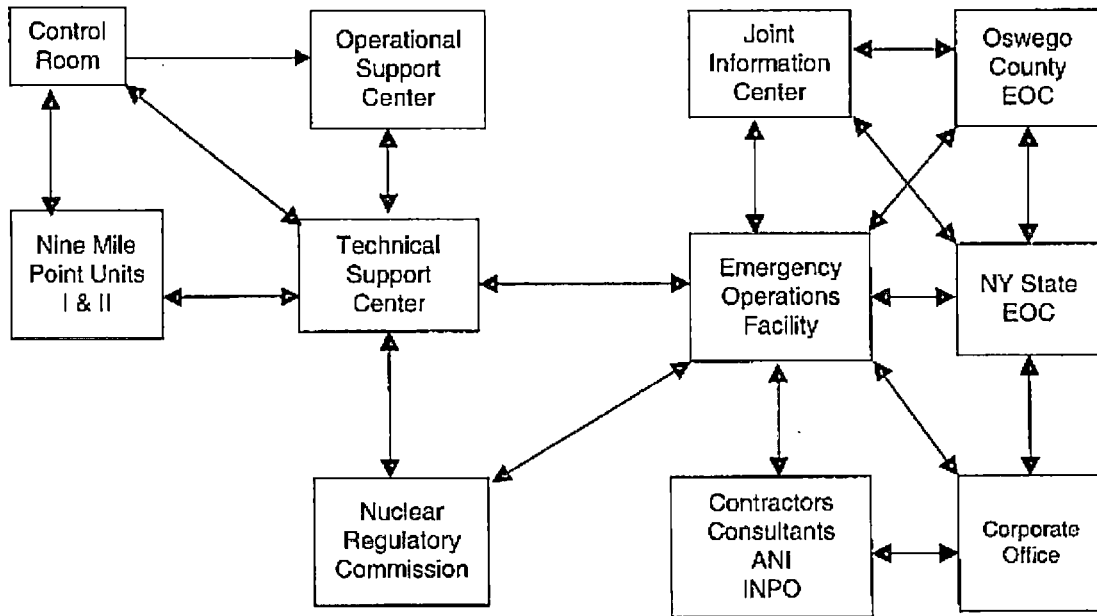 Control
Room
Operational
Support
Center
Joint
Information
Center
Oswego
County
EOC
Nine Mile
Point Units
I & II
Technical
Support
Center
Emergency
Operations
Facility
NY State
EOC
Nuclear
Regulatory
Commission
Contractors
Consultants
ANI
INPO
Corporate
Office